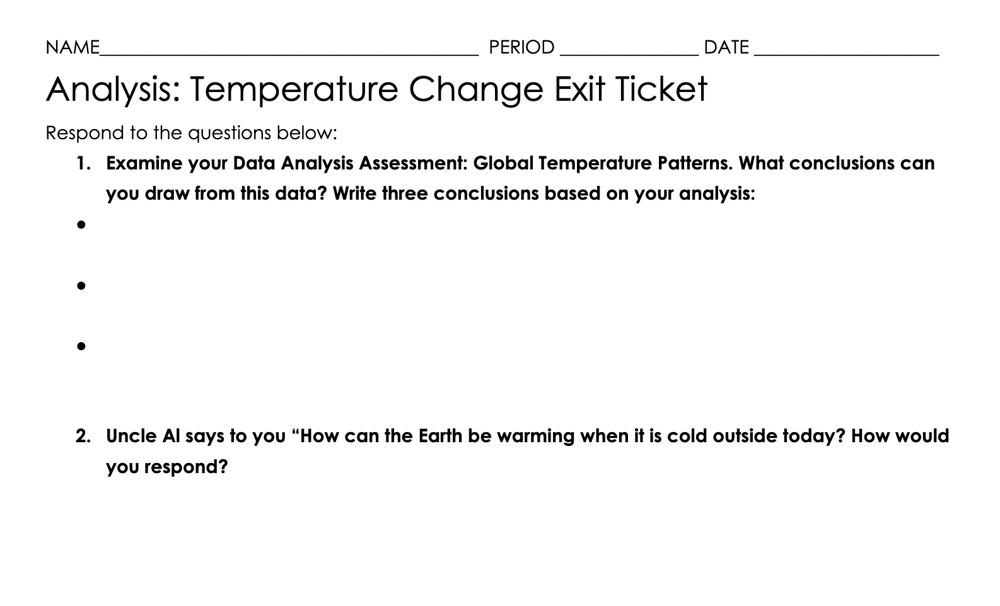 NAME_________________________________________ PERIOD _______________ DATE ____________________
Analysis: Temperature Change Exit Ticket
Respond to the questions below:
1. Examine your Data Analysis Assessment: Global Temperature Patterns. What conclusions can
you draw from this data? Write three conclusions based on your analysis:
●
●
●
2. Uncle Al says to you “How can the Earth be warming when it is cold outside today? How would
you respond?